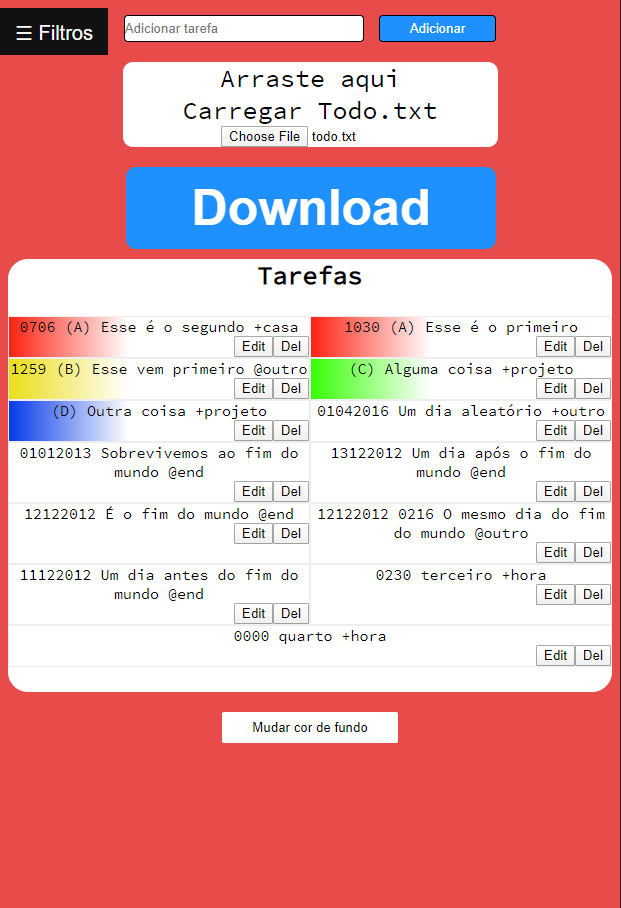 ☰ Filtros
Adicionar tarefa
Adicionar
Arraste aqui
Carregar Todo.txt
Choose File todo.txt
Download
Tarefas
0706 (A) Esse é o segundo +casa
Edit Del
1030 (A) Esse é o primeiro
Edit Del
1259 (B) Esse vem primeiro @outro
Edit Del
(C) Alguma coisa +projeto
Edit Del
(D) Outra coisa +projeto
Edit Del
01042016 Um dia aleatório +outro
Edit Del
01012013 Sobrevivemos ao fim do
mundo @end
Edit Del
13122012 Um dia após o fim do
mundo @end
Edit Del
12122012 É o fim do mundo @end
Edit Del
12122012 0216 O mesmo dia do fim
do mundo @outro
Edit Del
11122012 Um dia antes do fim do
mundo @end
Edit Del
0230 terceiro +hora
Edit Del
0000 quarto +hora
Edit Del
Mudar cor de fundo